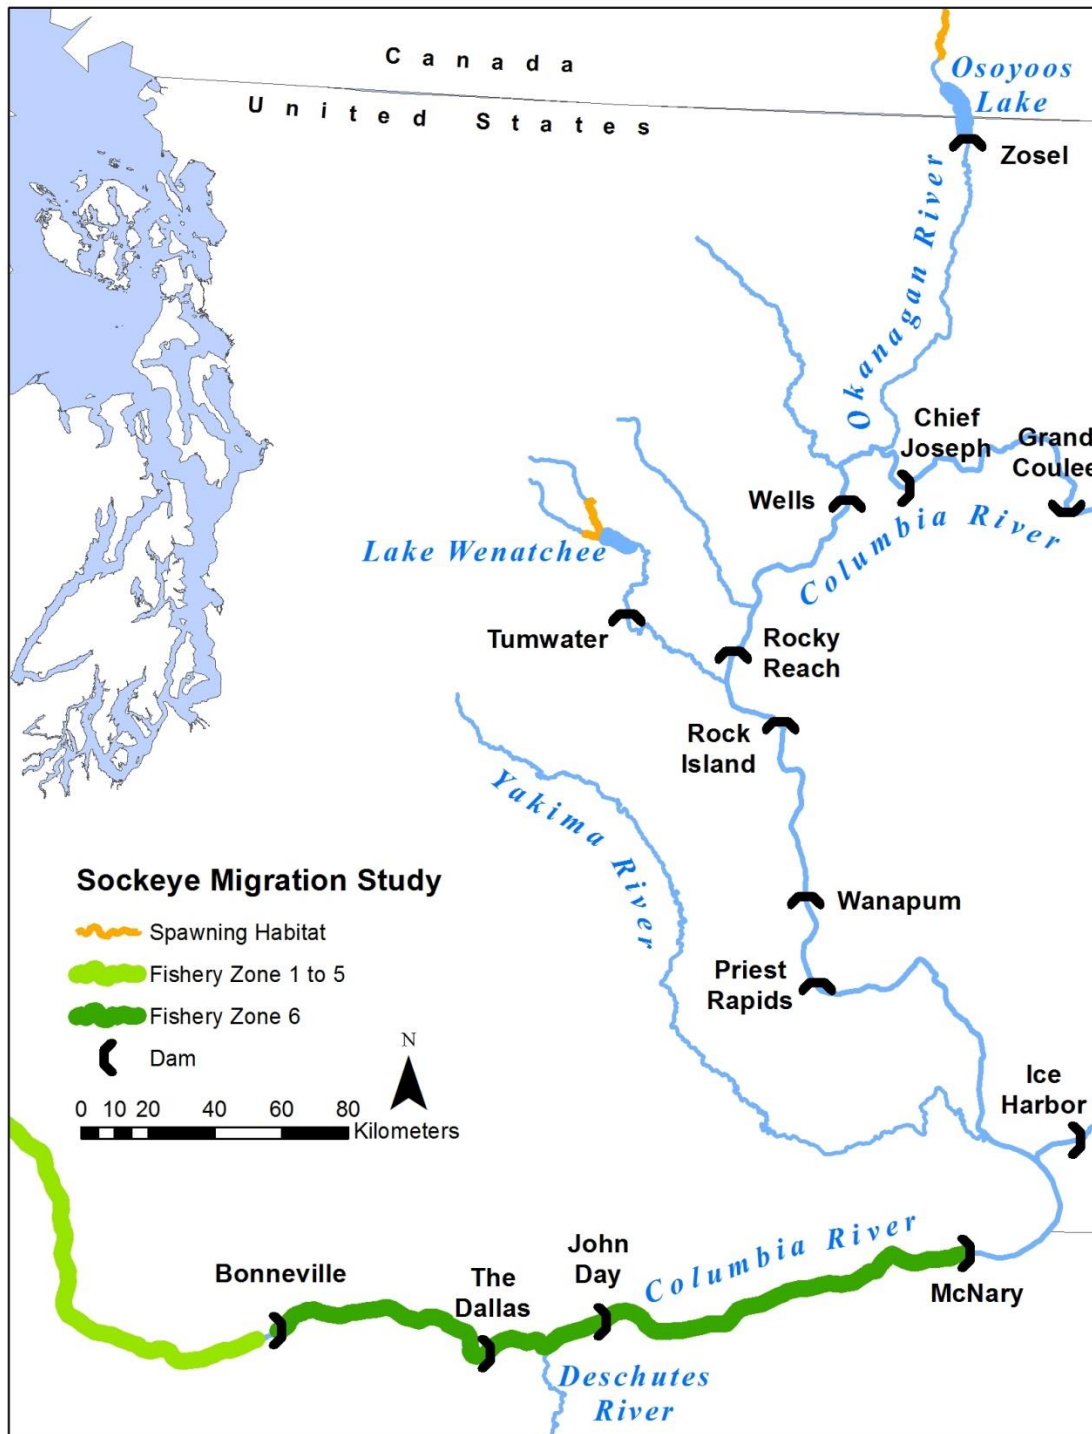 Canada
United States
Osoyoos
Lake
Zosel
Okanagan River
Chief
Joseph
Grand
Coulee
Wells
Columbia River
Lake Wenatchee
Tumwater
Rocky
Reach
Rock
Island
Yakima River
Wanapum
Priest
Rapids
Sockeye Migration Study
Spawning Habitat
Fishery Zone 1 to 5
Fishery Zone 6
Dam
N
0 10 20 40 60 80
Kilometers
Ice
Harbor
Bonneville
The
Dallas
John
Day
Columbia River
McNary
Deschutes
River